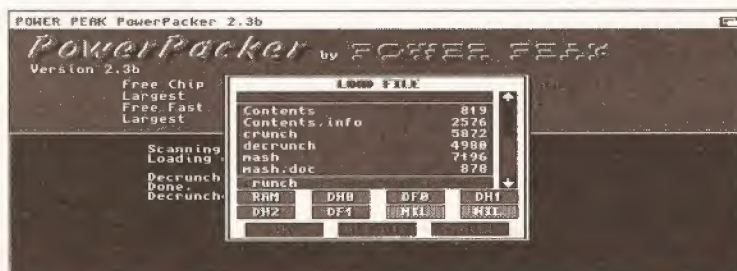 POWER PEAK PowerPacker 2.3b
PowerPacker by POWER PEAK
Version 2.3b
Free Chip
Largest
Free Fast
Largest
Scanning
Loading
Decrunch
Done.
Decrunch
LOAD FILE
Contents 819
Contents.info 2576
crunch 5872
decrunch 4980
mash 7196
mash.doc 878
crunch
RAM DH0 DF0 DH1
DH2 DF1